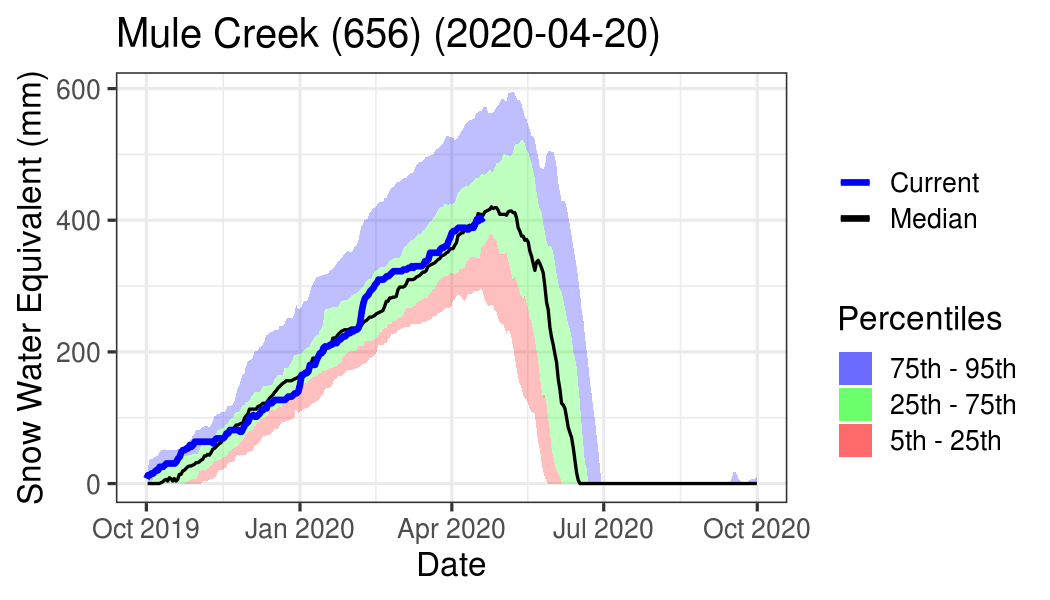 Mule Creek (656) (2020-04-20)
Snow Water Equivalent (mm)
600
400
200
0
Oct 2019
Jan 2020
Apr 2020
Jul 2020
Oct 2020
Date
Current
Median
Percentiles
75th - 95th
25th - 75th
5th - 25th